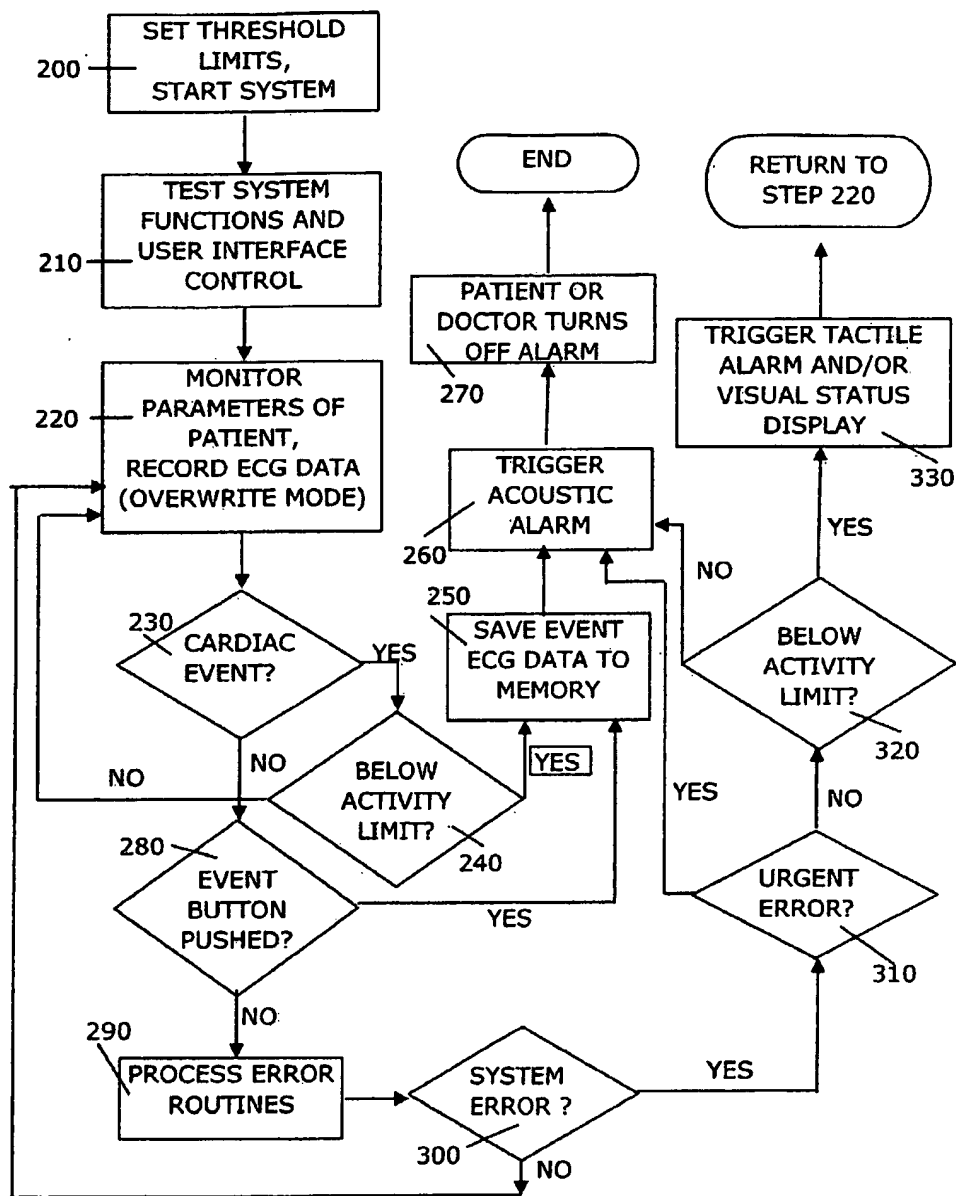 SET THRESHOLD
LIMITS,
START SYSTEM
200
TEST SYSTEM
FUNCTIONS AND
USER INTERFACE
CONTROL
210
MONITOR
PARAMETERS OF
PATIENT,
RECORD ECG DATA
(OVERWRITE MODE)
220
230
CARDIAC
EVENT?
YES
NO
NO
BELOW
ACTIVITY
LIMIT?
240
YES
250
SAVE EVENT
ECG DATA TO
MEMORY
TRIGGER
ACOUSTIC
ALARM
260
PATIENT OR
DOCTOR TURNS
OFF ALARM
270
END
280
EVENT
BUTTON
PUSHED?
YES
NO
290
PROCESS ERROR
ROUTINES
SYSTEM
ERROR ?
300
NO
YES
URGENT
ERROR?
310
YES
NO
BELOW
ACTIVITY
LIMIT?
320
NO
YES
TRIGGER TACTILE
ALARM AND/OR
VISUAL STATUS
DISPLAY
330
RETURN TO
STEP 220